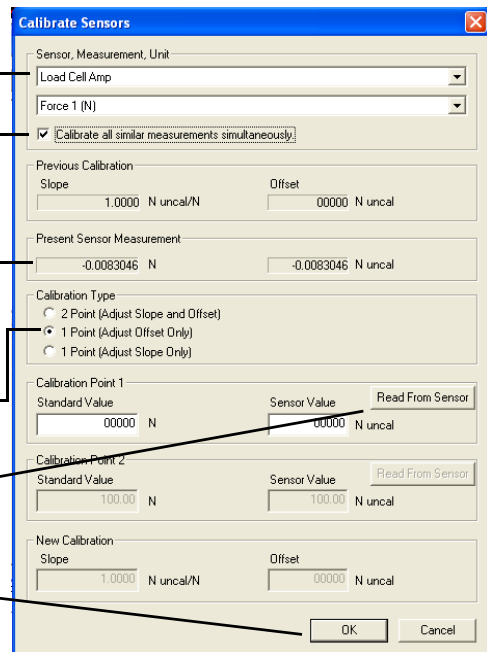 Calibrate Sensors
Sensor, Measurement, Unit
Load Cell Amp
Force 1 (N)
Calibrate all similar measurements simultaneously.
Previous Calibration
Slope Offset
1.0000 N uncal/N 00000 N uncal
Present Sensor Measurement
-0.0083046 N -0.0083046 N uncal
Calibration Type
2 Point (Adjust Slope and Offset)
1 Point (Adjust Offset Only)
1 Point (Adjust Slope Only)
Calibration Point 1
Standard Value Sensor Value Read From Sensor
00000 N 00000 N uncal
Calibration Point 2
Standard Value Sensor Value Read From Sensor
100.00 N 100.00 N uncal
New Calibration
Slope Offset
1.0000 N uncal/N 00000 N uncal
OK Cancel